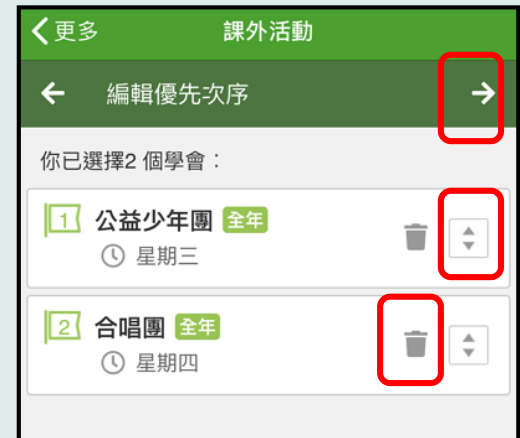 更多 課外活動
編輯優先次序
你已選擇2 個學會：
1 公益少年團 全年
星期三
2 合唱團 全年
星期四